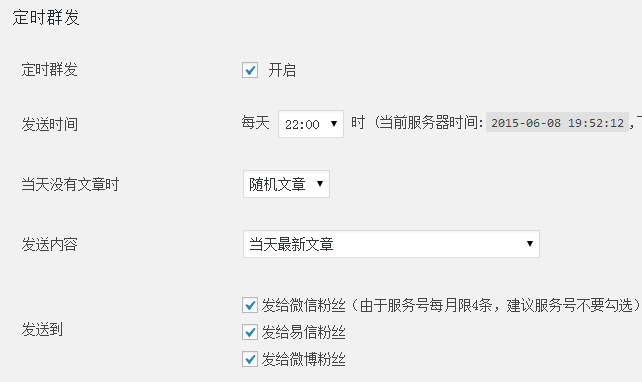 定时群发
定时群发 开启
发送时间 每天 22:00 时 (当前服务器时间: 2015-06-08 19:52:12,
当天没有文章时 随机文章
发送内容 当天最新文章
发给微信粉丝（由于服务号每月限4条，建议服务号不要勾选）
发送到 发给易信粉丝
发给微博粉丝